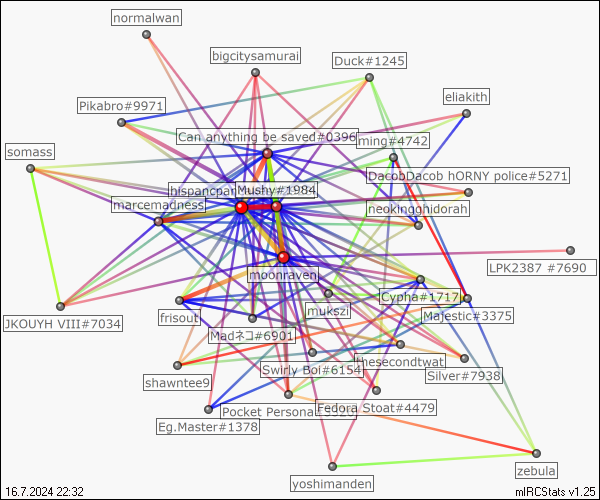 normalwan
bigcitysamurai
Duck#1245
eliakith
Pikabro#9971
Can anything be saved#0396
ming#4742
somass
DacobDacob hORNY police#5271
hispancpan
Mushy#1984
marcemadness
neokingghidorah
LPK2387 #7690
moonraven
Cypha#1717
mukszil
frisout
Majestic#3375
JKOUYH VIII#7034
Madネコ#6901
thesecondtwat
Swirly Boi#6154
Silver#7938
shawntee9
Pocket Persona
Fedora Stoat#4479
Eg.Master#1378
zebula
yoshimanden
16.7.2024 22:32
mIRCStats v1.25